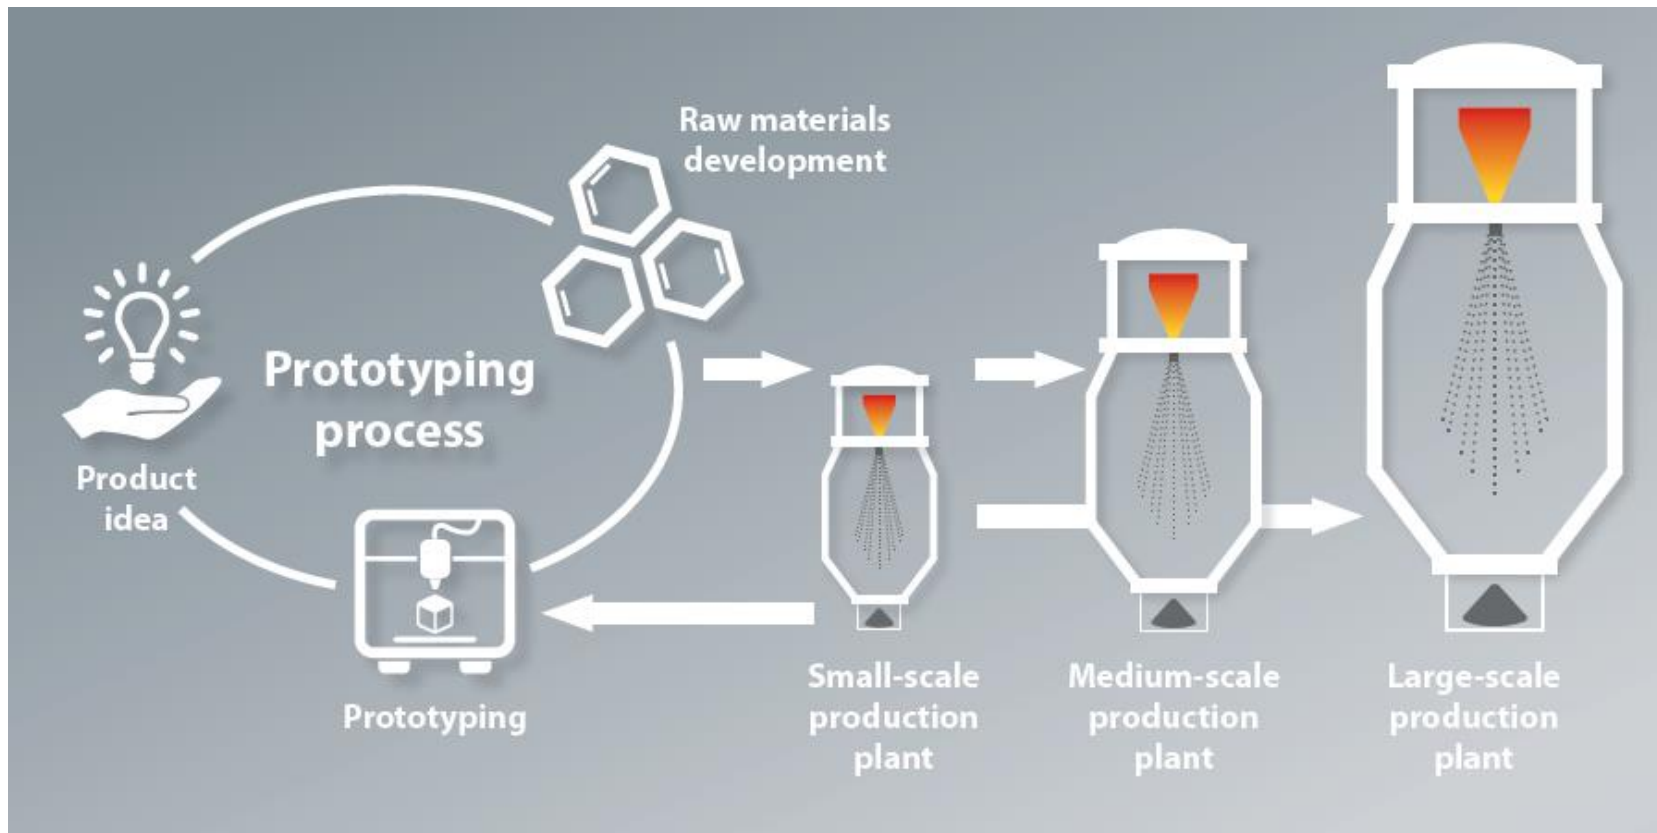 Raw materials
development
Prototyping
process
Product
idea
Prototyping
Small-scale
production
plant
Medium-scale
production
plant
Large-scale
production
plant